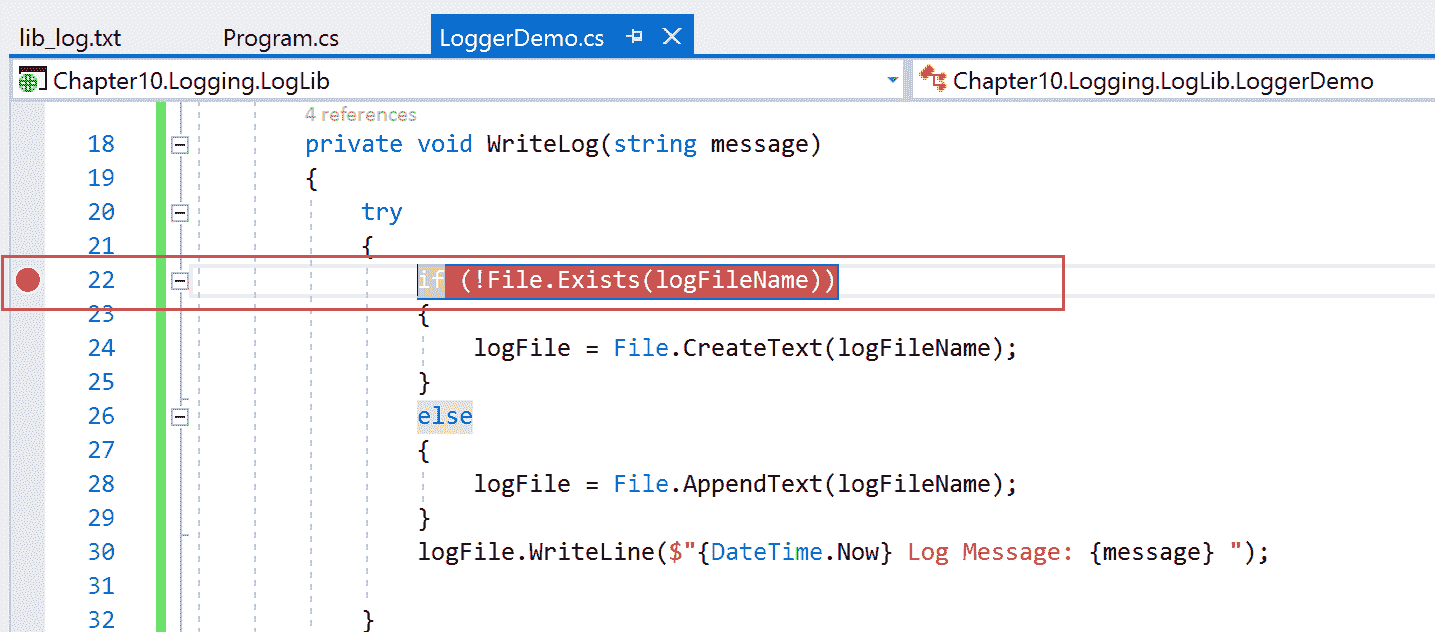 lib_log.txt Program.cs LoggerDemo.cs
Chapter10.Logging.LogLib Chapter10.Logging.LogLib.LoggerDemo
4 references
18 private void WriteLog(string message)
19 {
20 try
21 {
22 if (!File.Exists(logFileName))
23 {
24 logFile = File.CreateText(logFileName);
25 }
26 else
27 {
28 logFile = File.AppendText(logFileName);
29 }
30 logFile.WriteLine($"{DateTime.Now} Log Message: {message} ");
31
32 }